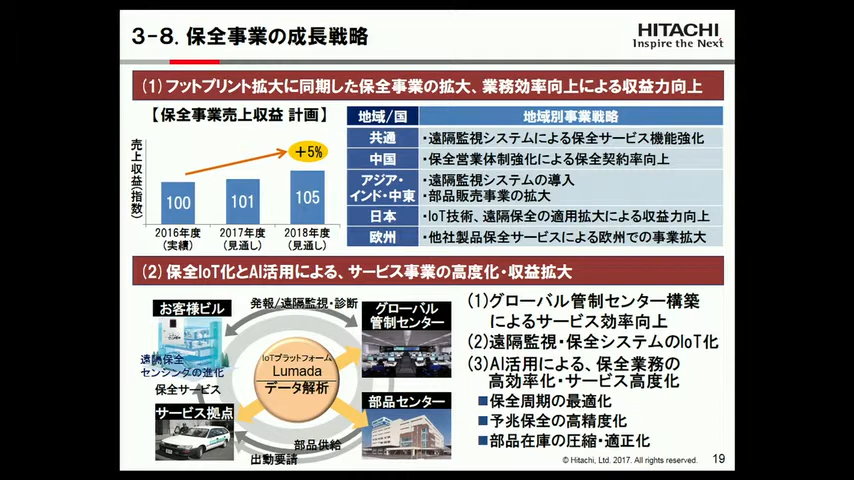 3-8. 保全事業の成長戦略
HITACHI
Inspire the Next
(1) フットプリント拡大に同期した保全事業の拡大、業務効率向上による収益力向上
【保全事業売上収益 計画】
売上収益(指数)
+5%
100
101
105
2016年度
(実績)
2017年度
(見通し)
2018年度
(見通し)
地域/国
地域別事業戦略
共通
・遠隔監視システムによる保全サービス機能強化
中国
・保全営業体制強化による保全契約率向上
アジア・
インド・中東
・遠隔監視システムの導入
・部品販売事業の拡大
日本
・IoT技術、遠隔保全の適用拡大による収益力向上
欧州
・他社製品保全サービスによる欧州での事業拡大
(2) 保全IoT化とAI活用による、サービス事業の高度化・収益拡大
お客様ビル
発報/遠隔監視・診断
グローバル
管制センター
遠隔保全
センシングの進化
保全サービス
IoTプラットフォーム
Lumada
データ解析
サービス拠点
部品センター
部品供給
出動要請
(1)グローバル管制センター構築
によるサービス効率向上
(2)遠隔監視・保全システムのIoT化
(3)AI活用による、保全業務の
高効率化・サービス高度化
■保全周期の最適化
■予兆保全の高精度化
■部品在庫の圧縮・適正化
© Hitachi, Ltd. 2017. All rights reserved.
19